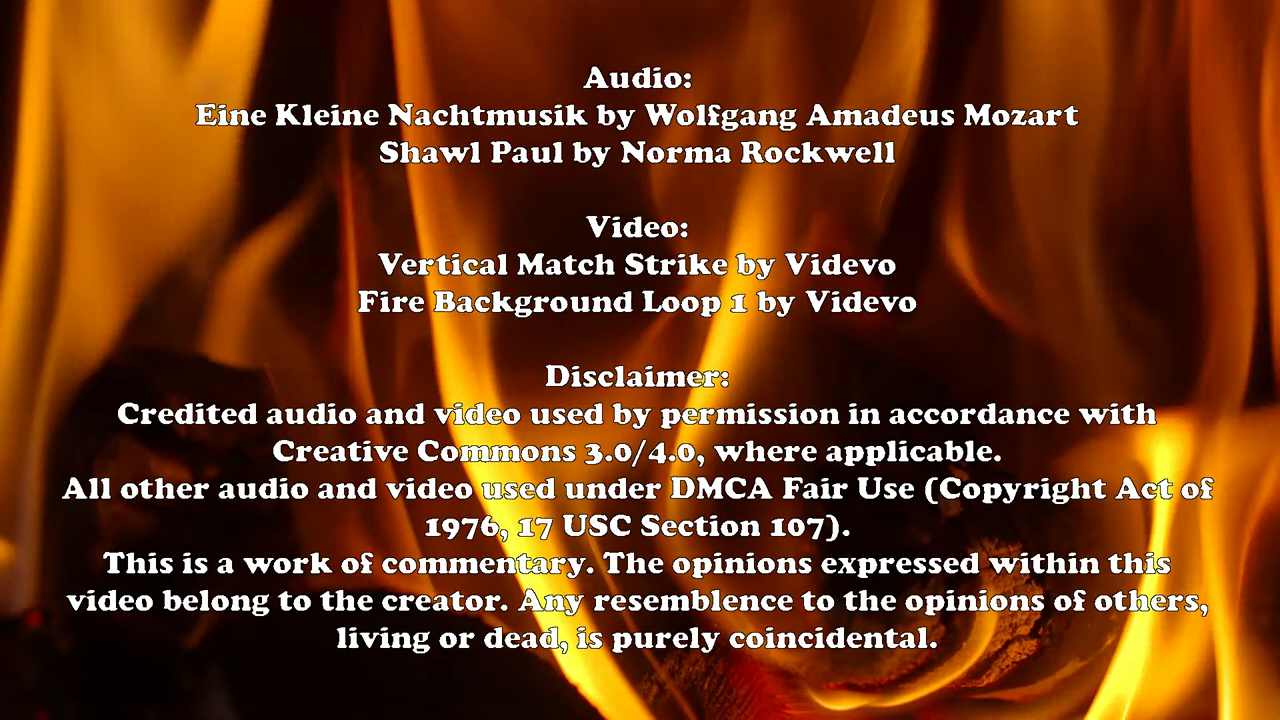 Audio:
Eine Kleine Nachtmusik by Wolfgang Amadeus Mozart
Shawl Paul by Norma Rockwell
Video:
Vertical Match Strike by Videvo
Fire Background Loop 1 by Videvo
Disclaimer:
Credited audio and video used by permission in accordance with
Creative Commons 3.0/4.0, where applicable.
All other audio and video used under DMCA Fair Use (Copyright Act of
1976, 17 USC Section 107).
This is a work of commentary. The opinions expressed within this
video belong to the creator. Any resemblence to the opinions of others,
living or dead, is purely coincidental.